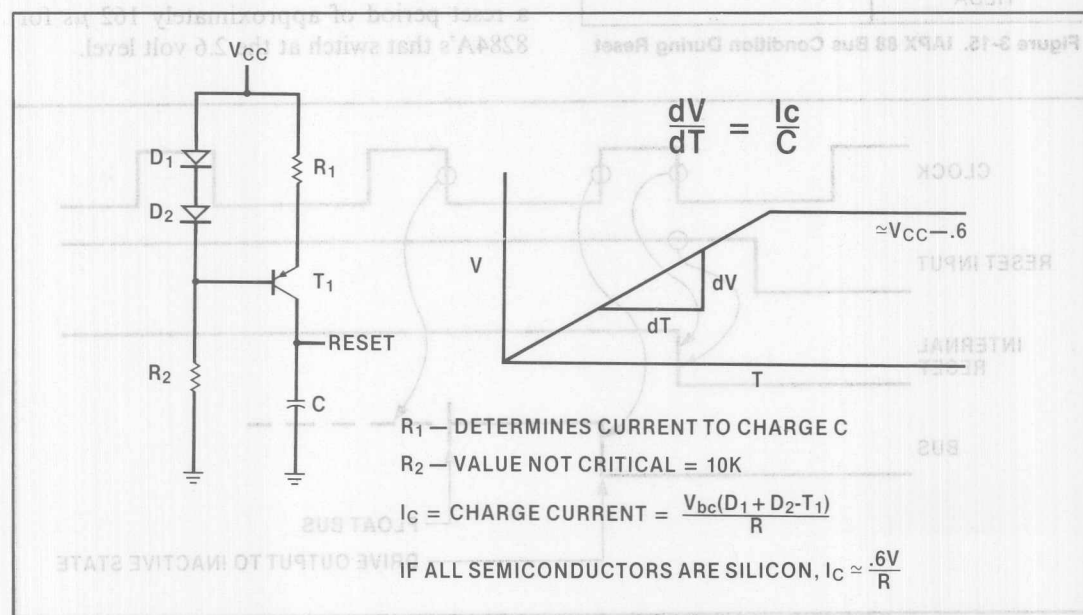 a reset period of approximately 162 µs for
8284A's that switch at the 2.6 volt level.
Figure 3-15. iAPX 88 Bus Condition During Reset
VCC
D1
R1
D2
T1
RESET
R2
C
dV/dT = Ic/C
V
≃VCC—.6
dV
dT
T
CLOCK
RESET INPUT
INTERNAL
RESET
BUS
FLOAT BUS
DRIVE OUTPUT TO INACTIVE STATE
R1 — DETERMINES CURRENT TO CHARGE C
R2 — VALUE NOT CRITICAL = 10K
IC = CHARGE CURRENT = Vbc(D1 + D2-T1)/R
IF ALL SEMICONDUCTORS ARE SILICON, IC ≃ .6V/R